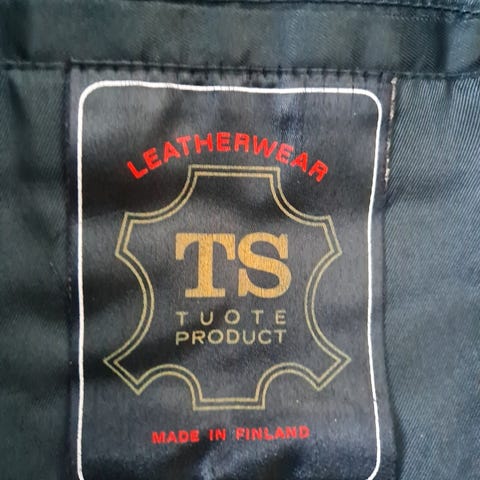 LEATHERWEAR
TS
TUOTE
PRODUCT
MADE IN FINLAND